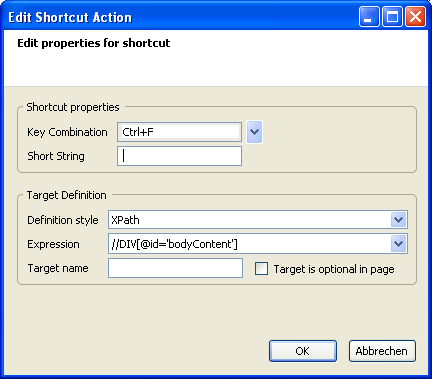 Edit Shortcut Action
Edit properties for shortcut
Shortcut properties
Key Combination Ctrl+F
Short String
Target Definition
Definition style XPath
Expression //DIV[@id='bodyContent']
Target name Target is optional in page
OK Abbrechen